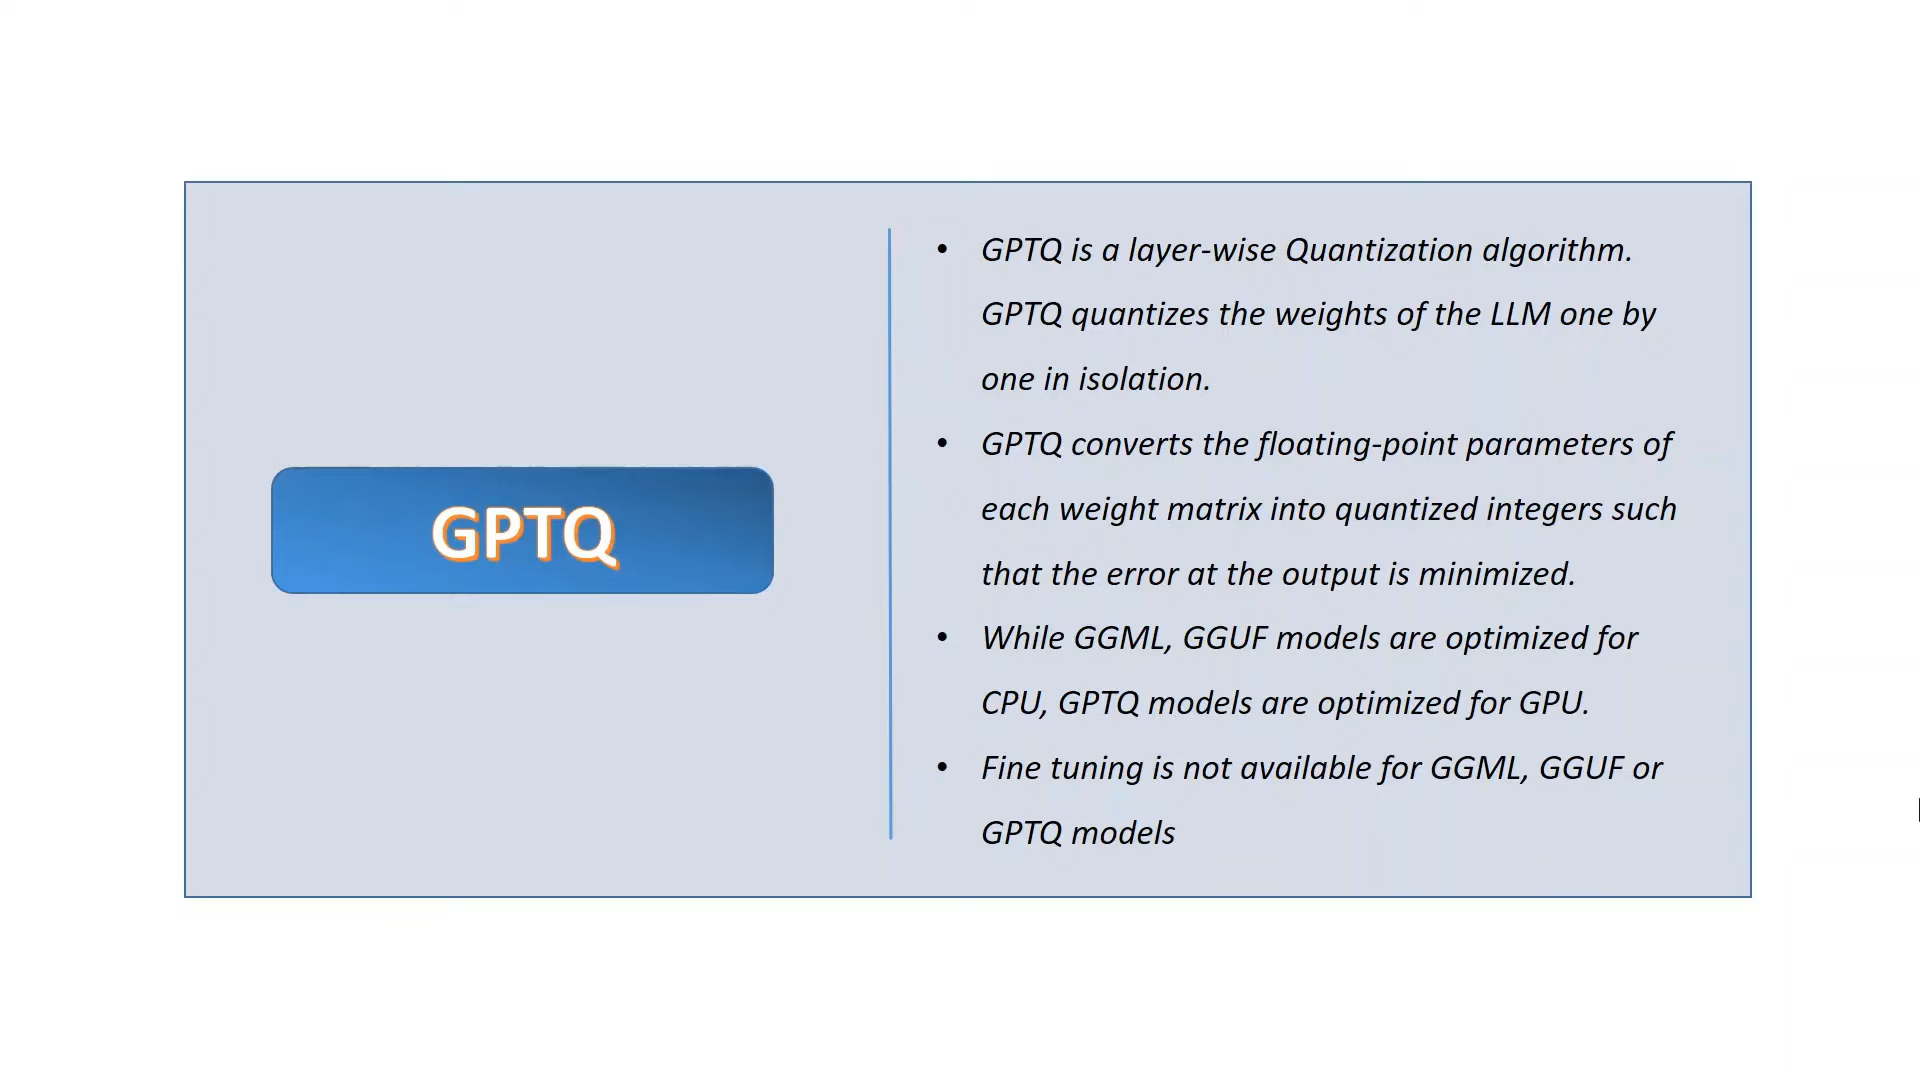 GPTQ
• GPTQ is a layer-wise Quantization algorithm.
GPTQ quantizes the weights of the LLM one by
one in isolation.
• GPTQ converts the floating-point parameters of
each weight matrix into quantized integers such
that the error at the output is minimized.
• While GGML, GGUF models are optimized for
CPU, GPTQ models are optimized for GPU.
• Fine tuning is not available for GGML, GGUF or
GPTQ models